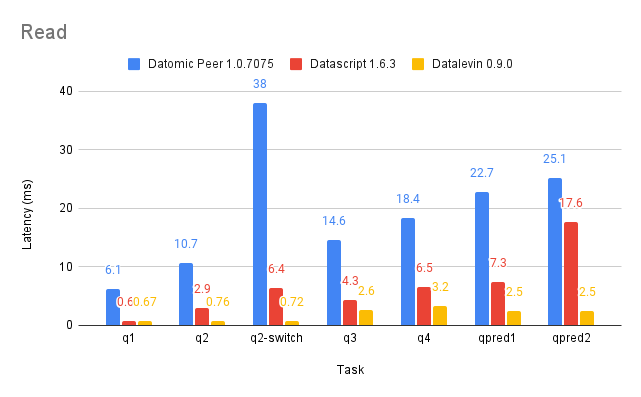 Read
Datomic Peer 1.0.7075 Datascript 1.6.3 Datalevin 0.9.0
Latency (ms)
40
30
20
10
0
6.1 0.67
10.7 2.9 0.76
38 6.4 0.72
14.6 4.3 2.6
18.4 6.5 3.2
22.7 7.3 2.5
25.1 17.6 2.5
q1 q2 q2-switch q3 q4 qpred1 qpred2
Task